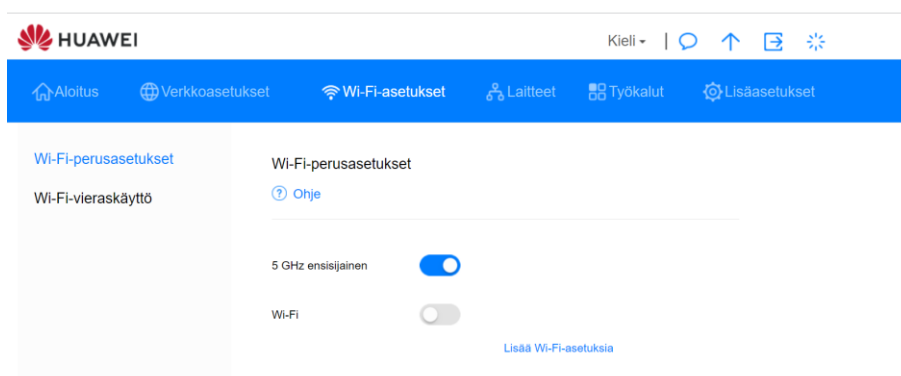 HUAWEI
Kieli
Aloitus Verkkoasetukset Wi-Fi-asetukset Laitteet Työkalut Lisäasetukset
Wi-Fi-perusasetukset
Wi-Fi-vieraskäyttö
Wi-Fi-perusasetukset
? Ohje
5 GHz ensisijainen
Wi-Fi
Lisää Wi-Fi-asetuksia